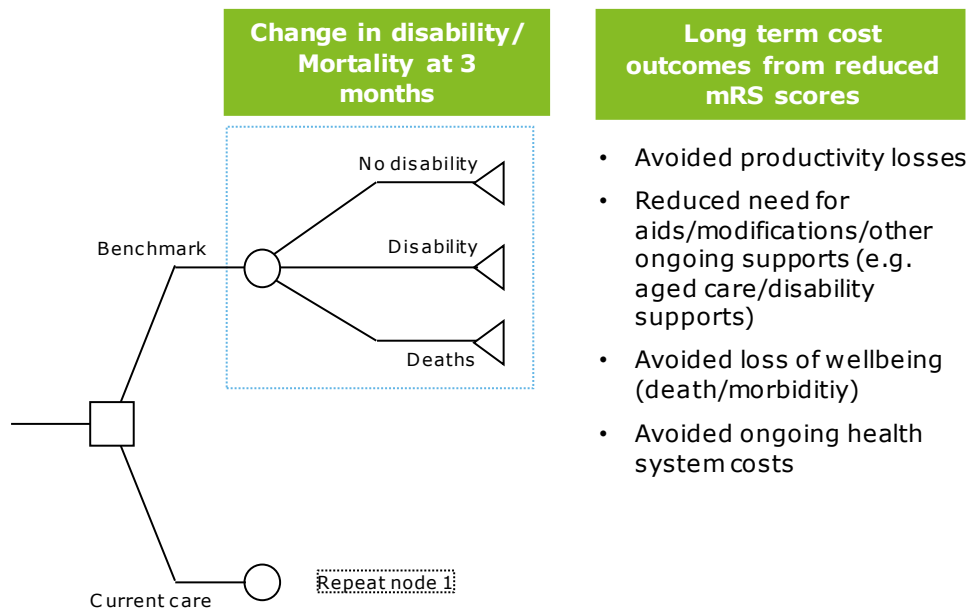 Change in disability/
Mortality at 3
months
Long term cost
outcomes from reduced
mRS scores
No disability
Benchmark
Disability
Deaths
Current care
Repeat node 1
• Avoided productivity losses
• Reduced need for
aids/modifications/other
ongoing supports (e.g.
aged care/disability
supports)
• Avoided loss of wellbeing
(death/morbiditiy)
• Avoided ongoing health
system costs